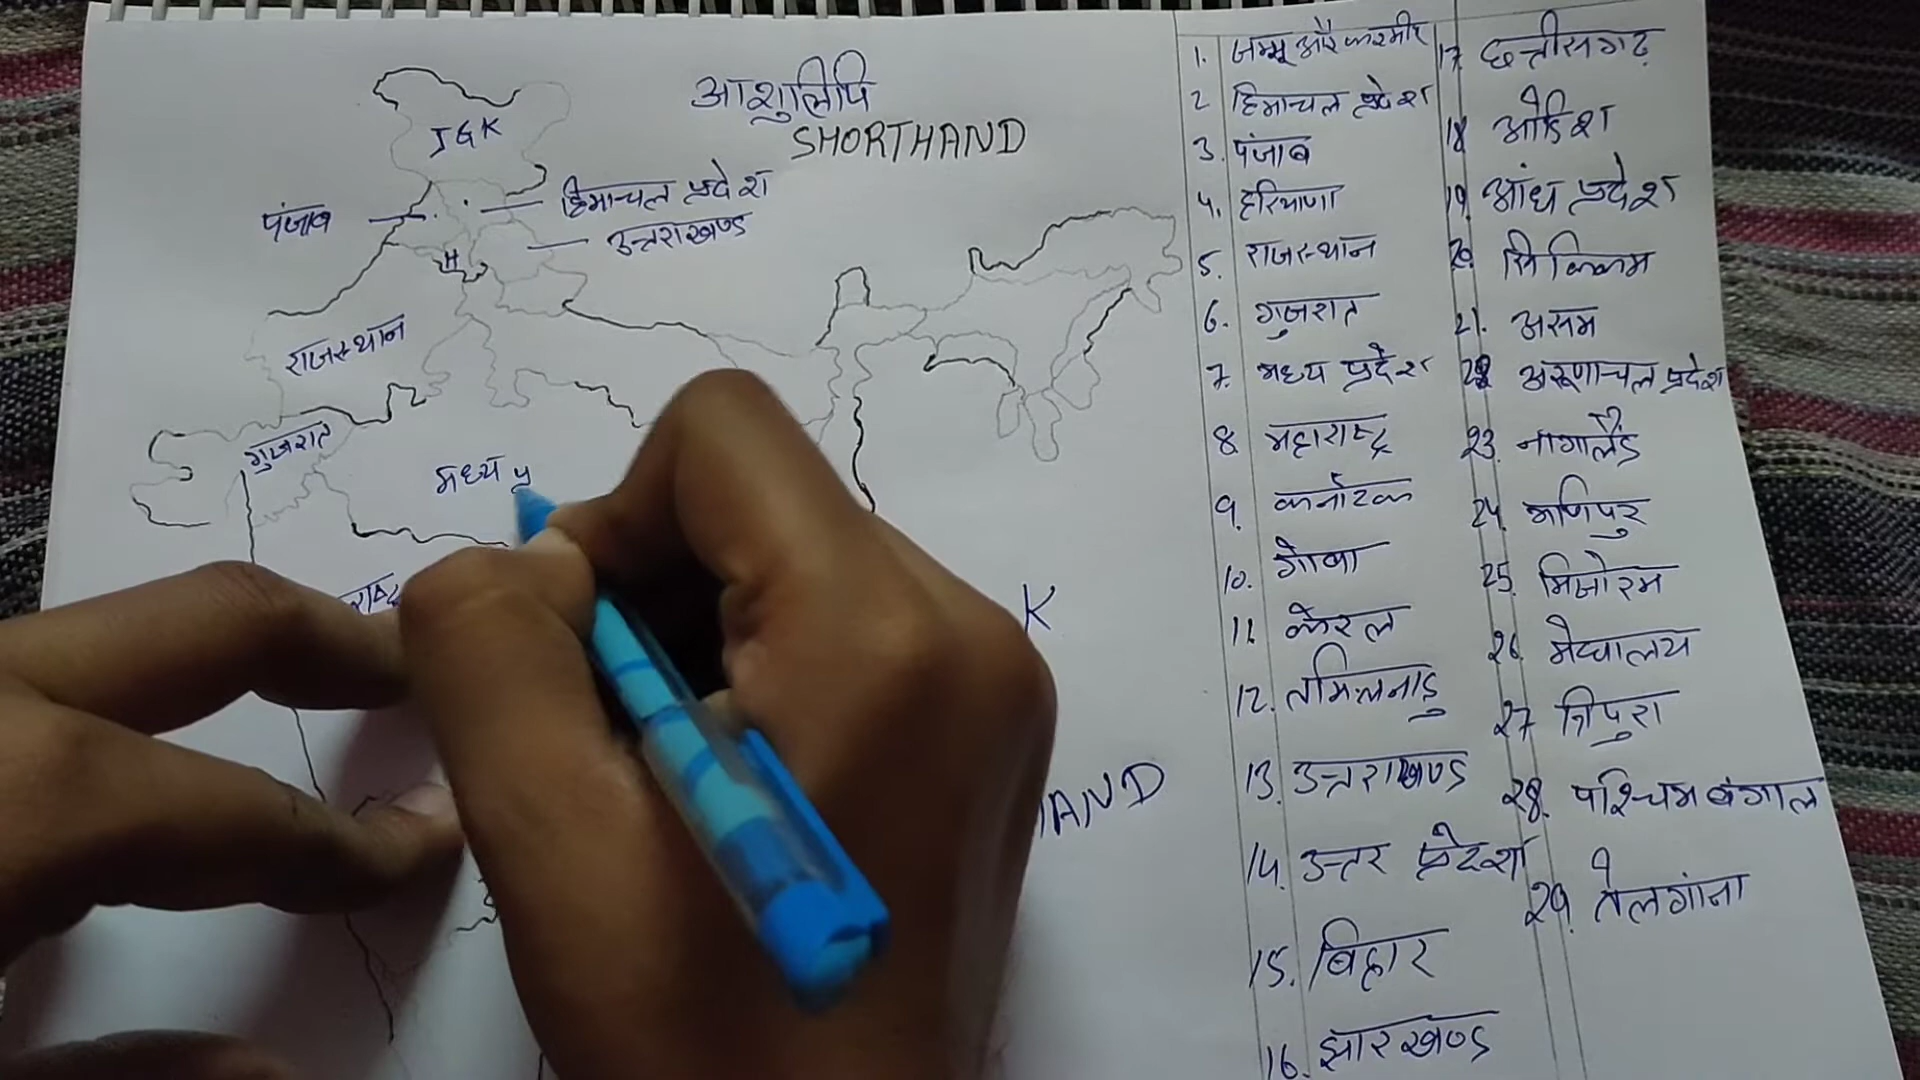 आशुलिपि
SHORTHAND
J&K
हिमाचल प्रदेश
पंजाब
उत्तराखण्ड
H
राजस्थान
गुजरात
मध्य प्र
राष्ट्र
K
HAND
1. जम्मू और कश्मीर
2 हिमाचल प्रदेश
3. पंजाब
4. हरियाणा
5. राजस्थान
6. गुजरात
7. मध्य प्रदेश
8 महाराष्ट्र
9. कर्नाटक
10. गोवा
11. केरल
12. तमिलनाडु
13. उत्तराखण्ड
14. उत्तर प्रदेश
15. बिहार
16. झारखण्ड
17. छत्तीसगढ़
18 ओडिशा
19 आंध्र प्रदेश
20. सिक्किम
21. असम
22 अरूणाचल प्रदेश
23. नागालैंड
24. मणिपुर
25. मिजोरम
26. मेघालय
27 त्रिपुरा
28. पश्चिम बंगाल
29. तेलगांना